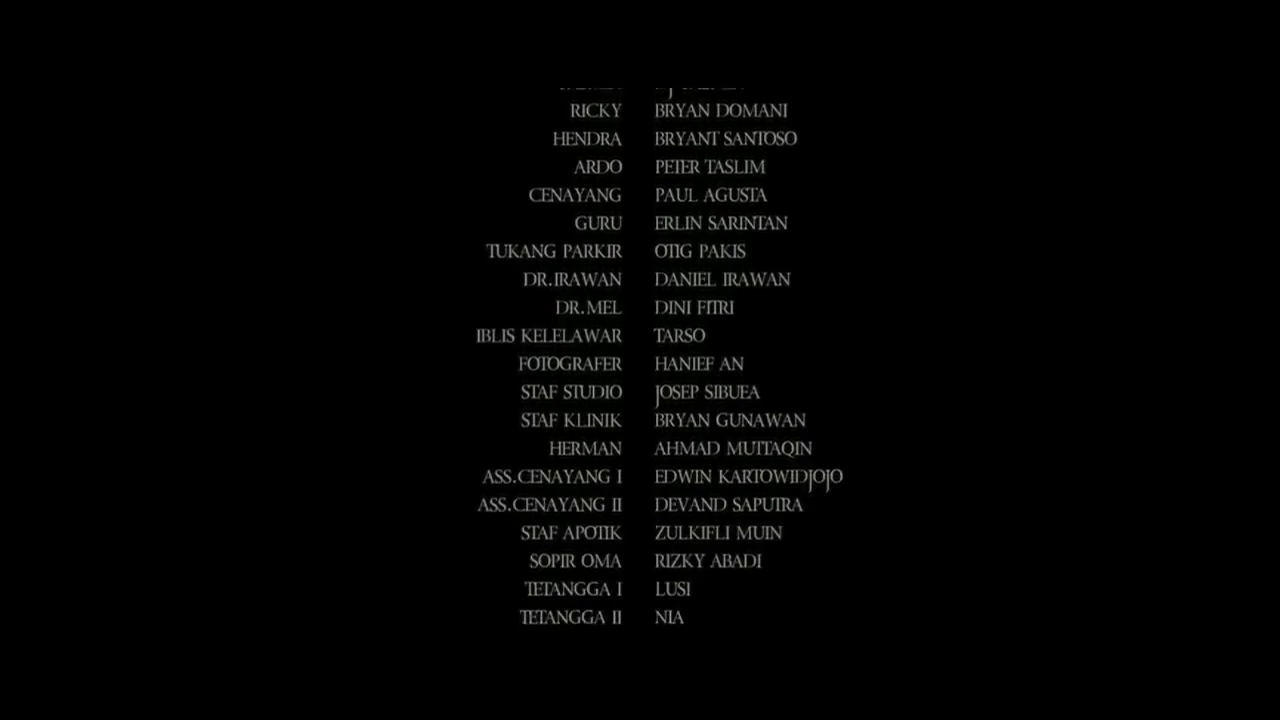 RICKY BRYAN DOMANI
HENDRA BRYANT SANTOSO
ARDO PETER TASLIM
CENAYANG PAUL AGUSTA
GURU ERLIN SARINTAN
TUKANG PARKIR OTIG PAKIS
DR.IRAWAN DANIEL IRAWAN
DR.MEL DINI FITRI
IBLIS KELELAWAR TARSO
FOTOGRAFER HANIEF AN
STAF STUDIO JOSEP SIBUEA
STAF KLINIK BRYAN GUNAWAN
HERMAN AHMAD MUTTAQIN
ASS.CENAYANG I EDWIN KARTOWIDJOJO
ASS.CENAYANG II DEVAND SAPUTRA
STAF APOTIK ZULKIFLI MUIN
SOPIR OMA RIZKY ABADI
TETANGGA I LUSI
TETANGGA II NIA